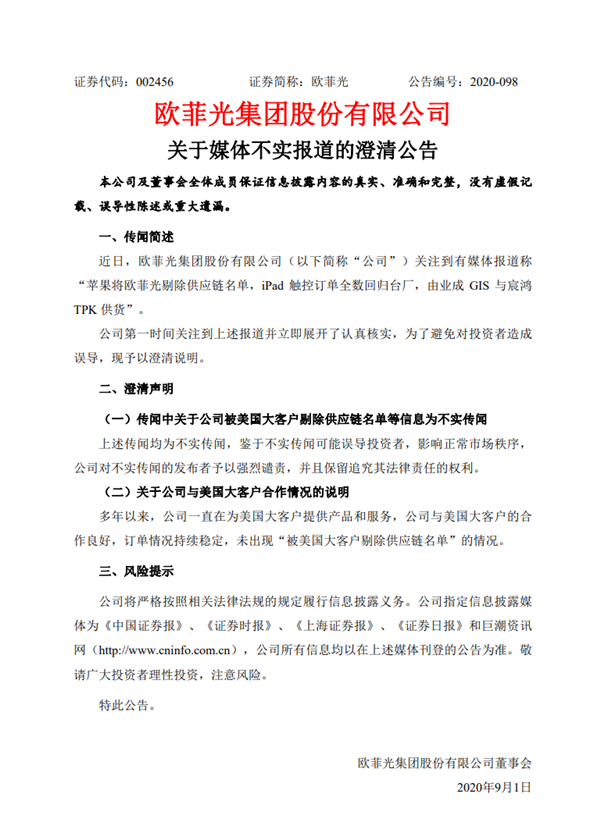 证券代码：002456 证券简称：欧菲光 公告编号：2020-098
欧菲光集团股份有限公司
关于媒体不实报道的澄清公告
本公司及董事会全体成员保证信息披露内容的真实、准确和完整，没有虚假记
载、误导性陈述或重大遗漏。
一、传闻简述
近日，欧菲光集团股份有限公司（以下简称“公司”）关注到有媒体报道称
“苹果将欧菲光剔除供应链名单，iPad 触控订单全数回归台厂，由业成 GIS 与宸鸿
TPK 供货”。
公司第一时间关注到上述报道并立即展开了认真核实，为了避免对投资者造成
误导，现予以澄清说明。
二、澄清声明
（一）传闻中关于公司被美国大客户剔除供应链名单等信息为不实传闻
上述传闻均为不实传闻，鉴于不实传闻可能误导投资者，影响正常市场秩序，
公司对不实传闻的发布者予以强烈谴责，并且保留追究其法律责任的权利。
（二）关于公司与美国大客户合作情况的说明
多年以来，公司一直在为美国大客户提供产品和服务，公司与美国大客户的合
作良好，订单情况持续稳定，未出现“被美国大客户剔除供应链名单”的情况。
三、风险提示
公司将严格按照相关法律法规的规定履行信息披露义务。公司指定信息披露媒
体为《中国证券报》、《证券时报》、《上海证券报》、《证券日报》和巨潮资讯
网（http://www.cninfo.com.cn），公司所有信息均以在上述媒体刊登的公告为准。敬
请广大投资者理性投资，注意风险。
特此公告。
欧菲光集团股份有限公司董事会
2020年9月1日